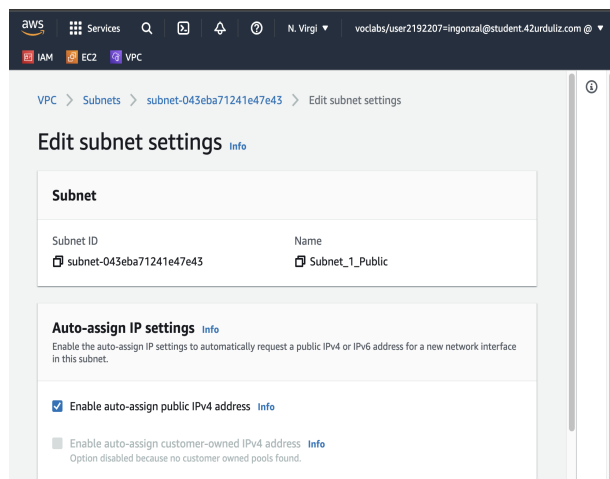 aws
Services
N. Virgi
voclabs/user2192207=ingonzal@student.42urduliz.com @
IAM
EC2
VPC
VPC > Subnets > subnet-043eba71241e47e43 > Edit subnet settings
Edit subnet settings Info
Subnet
Subnet ID
subnet-043eba71241e47e43
Name
Subnet_1_Public
Auto-assign IP settings Info
Enable the auto-assign IP settings to automatically request a public IPv4 or IPv6 address for a new network interface
in this subnet.
Enable auto-assign public IPv4 address Info
Enable auto-assign customer-owned IPv4 address Info
Option disabled because no customer owned pools found.